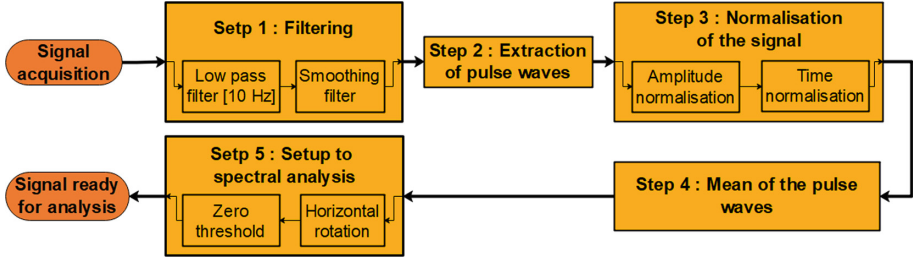 Signal
acquisition
Setp 1 : Filtering
Low pass
filter [10 Hz]
Smoothing
filter
Step 2 : Extraction
of pulse waves
Step 3 : Normalisation
of the signal
Amplitude
normalisation
Time
normalisation
Step 4 : Mean of the pulse
waves
Setp 5 : Setup to
spectral analysis
Horizontal
rotation
Zero
threshold
Signal ready
for analysis